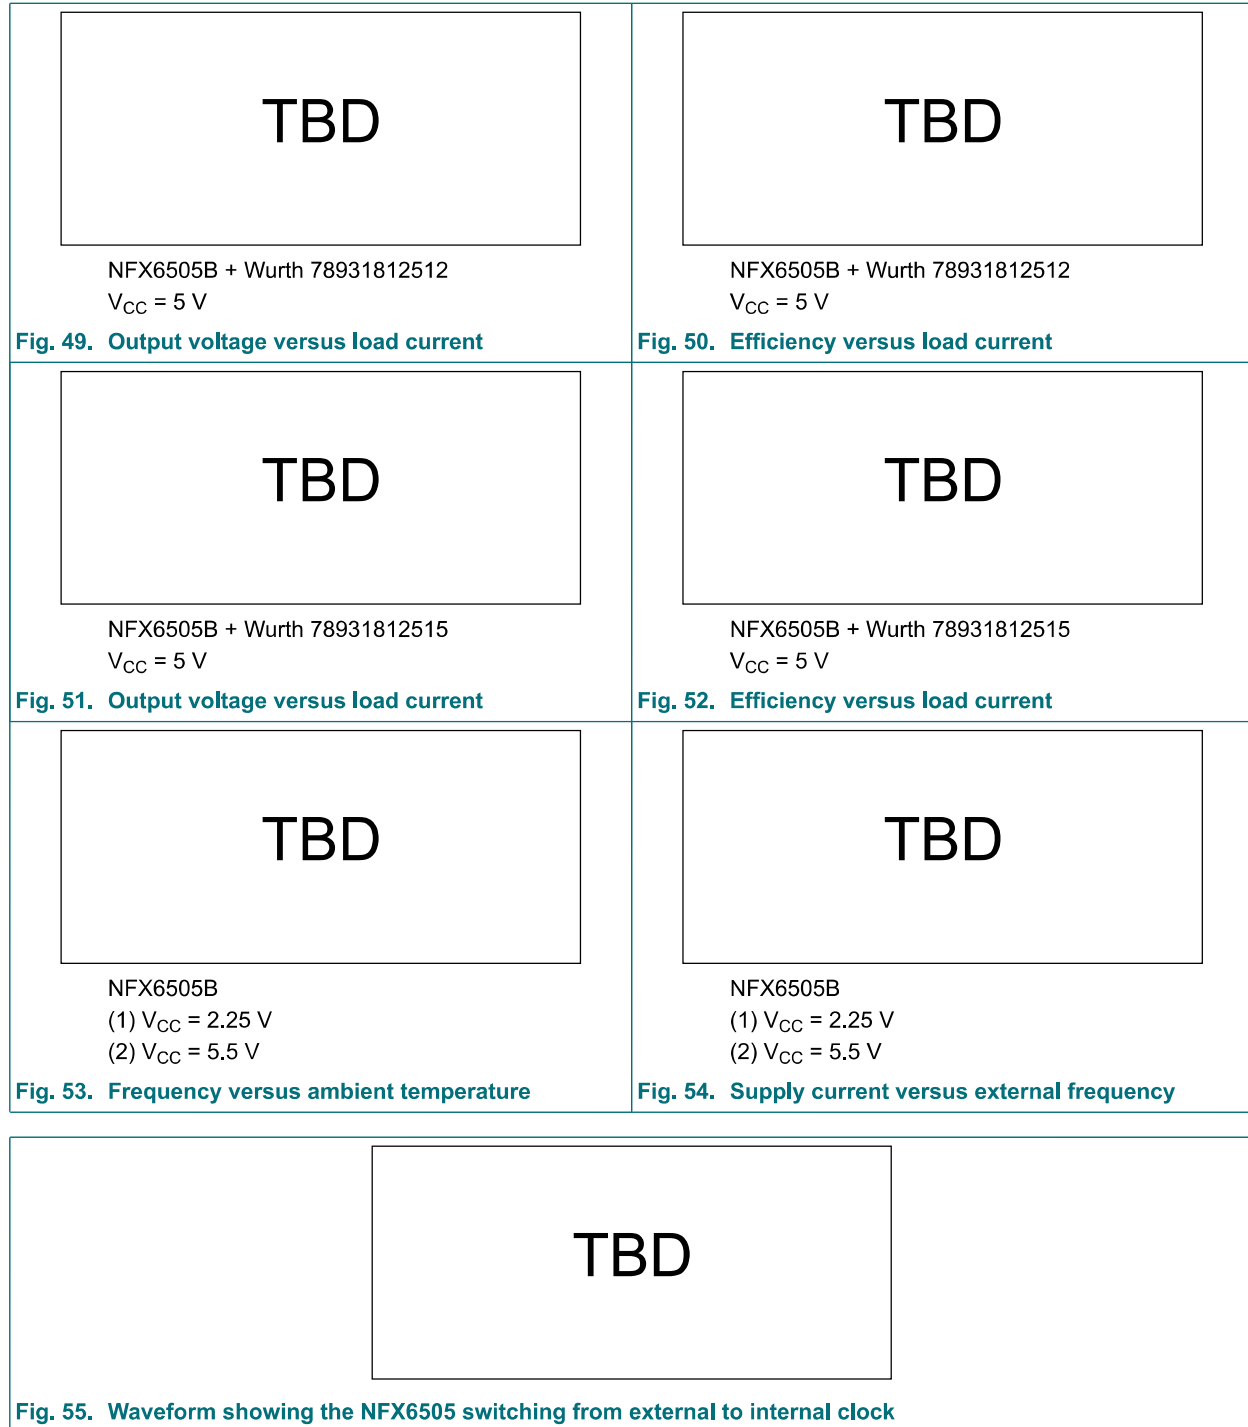 TBD
NFX6505B + Wurth 78931812512
VCC = 5 V
Fig. 49. Output voltage versus load current
TBD
NFX6505B + Wurth 78931812512
VCC = 5 V
Fig. 50. Efficiency versus load current
TBD
NFX6505B + Wurth 78931812515
VCC = 5 V
Fig. 51. Output voltage versus load current
TBD
NFX6505B + Wurth 78931812515
VCC = 5 V
Fig. 52. Efficiency versus load current
TBD
NFX6505B
(1) VCC = 2.25 V
(2) VCC = 5.5 V
Fig. 53. Frequency versus ambient temperature
TBD
NFX6505B
(1) VCC = 2.25 V
(2) VCC = 5.5 V
Fig. 54. Supply current versus external frequency
TBD
Fig. 55. Waveform showing the NFX6505 switching from external to internal clock